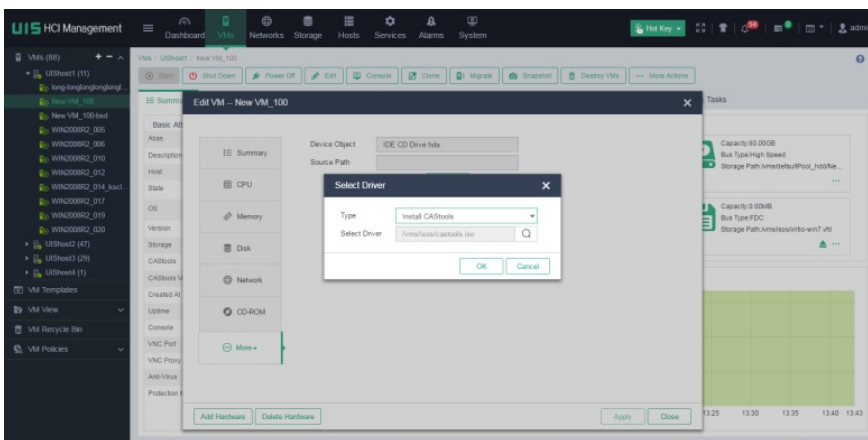 UIS HCI Management
Dashboard
VMs
Networks
Storage
Hosts
Services
Alarms
System
Hot Key
54
0
admi
VMs (88)
UIShost1 (11)
long-longlonglonglongl...
New VM_100
New VM_100-bsd
WIN2008R2_005
WIN2008R2_006
WIN2008R2_010
WIN2008R2_012
WIN2008R2_014_kscl...
WIN2008R2_017
WIN2008R2_019
WIN2008R2_020
UIShost2 (47)
UIShost3 (29)
UIShost4 (1)
VM Templates
VM View
VM Recycle Bin
VM Policies
VMs / UIShost1 / New VM_100
Start
Shut Down
Power Off
Edit
Console
Clone
Migrate
Snapshot
Destroy VMs
More Actions
Summa
Tasks
Basic Att
Alias
Description
Host
State
OS
Version
Storage
CAStools
CAStools V
Created At
Uptime
Console
VNC Port
VNC Proxy
Anti-Virus
Protection M
Edit VM -- New VM_100
Summary
CPU
Memory
Disk
Network
CD-ROM
More
Device Object
IDE CD Drive hda
Source Path
Select Driver
Type
Install CAStools
Select Driver
/vms/isos/castools.iso
OK
Cancel
Add Hardware
Delete Hardware
Apply
Close
Capacity:80.00GB
Bus Type:High Speed
Storage Path:/vms/defaultPool_hdd/Ne...
Capacity:0.00MB
Bus Type:FDC
Storage Path:/vms/isos/virtio-win7.vfd
13:25
13:30
13:35
13:40
13:43